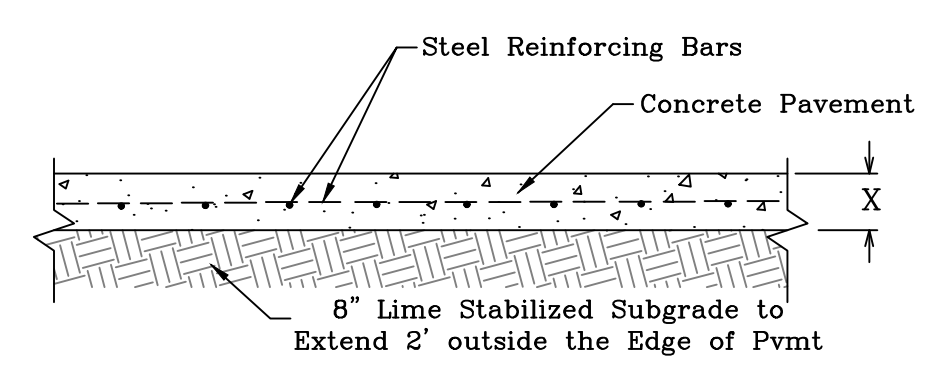 Steel Reinforcing Bars
Concrete Pavement
X
8” Lime Stabilized Subgrade to
Extend 2’ outside the Edge of Pvmt